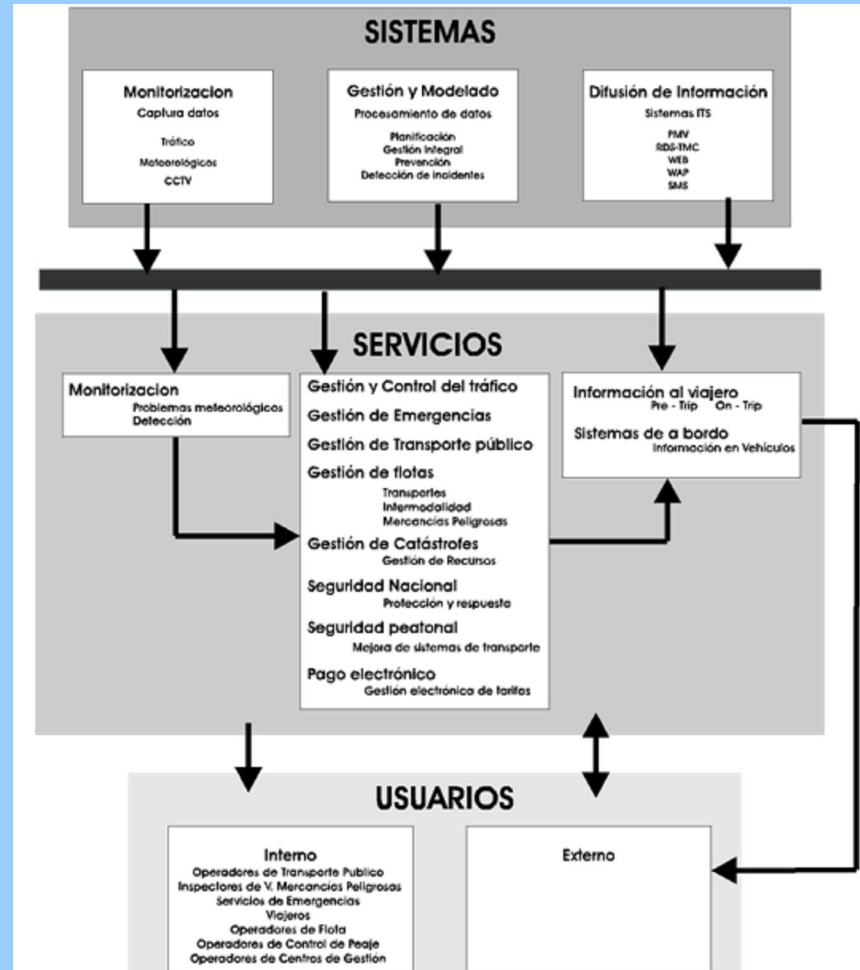 SISTEMAS
Monitorizacion
Captura datos
Tráfico
Meteorológicos
CCTV
Gestión y Modelado
Procesamiento de datos
Planificación
Gestión Integral
Prevención
Detección de incidentes
Difusión de Información
Sistemas ITS
PMV
RDS-TMC
WEB
WAP
SMS
SERVICIOS
Monitorizacion
Problemas meteorológicos
Detección
Gestión y Control del tráfico
Gestión de Emergencias
Gestión de Transporte público
Gestión de flotas
Transportes
Intermodalidad
Mercancías Peligrosas
Gestión de Catástrofes
Gestión de Recursos
Seguridad Nacional
Protección y respuesta
Seguridad peatonal
Mejora de sistemas de transporte
Pago electrónico
Gestión electrónica de tarifas
Información al viajero
Pre - Trip On - Trip
Sistemas de a bordo
Información en Vehículos
USUARIOS
Interno
Operadores de Transporte Publico
Inspectores de V. Mercancias Peligrosas
Servicios de Emergencias
Viajeros
Operadores de Flota
Operadores de Control de Peaje
Operadores de Centros de Gestión
Externo